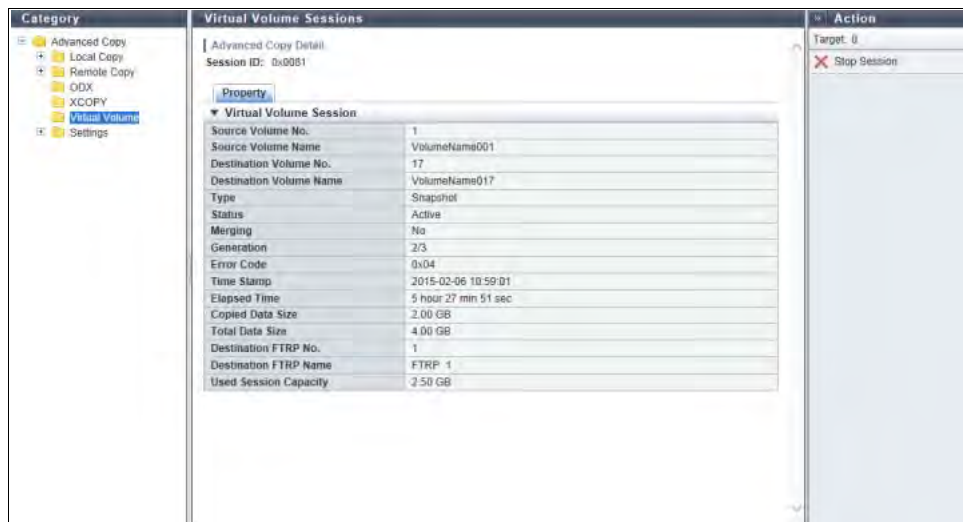 Category
Advanced Copy
Local Copy
Remote Copy
ODX
XCOPY
Virtual Volume
Settings
Virtual Volume Sessions
Advanced Copy Detail
Session ID: 0x0081
Property
Virtual Volume Session
Source Volume No. 1
Source Volume Name VolumeName001
Destination Volume No. 17
Destination Volume Name VolumeName017
Type Snapshot
Status Active
Merging No
Generation 2/3
Error Code 0x04
Time Stamp 2015-02-06 10:59:01
Elapsed Time 5 hour 27 min 51 sec
Copied Data Size 2.00 GB
Total Data Size 4.00 GB
Destination FTRP No. 1
Destination FTRP Name FTRP_1
Used Session Capacity 2.50 GB
Action
Target: 0
Stop Session